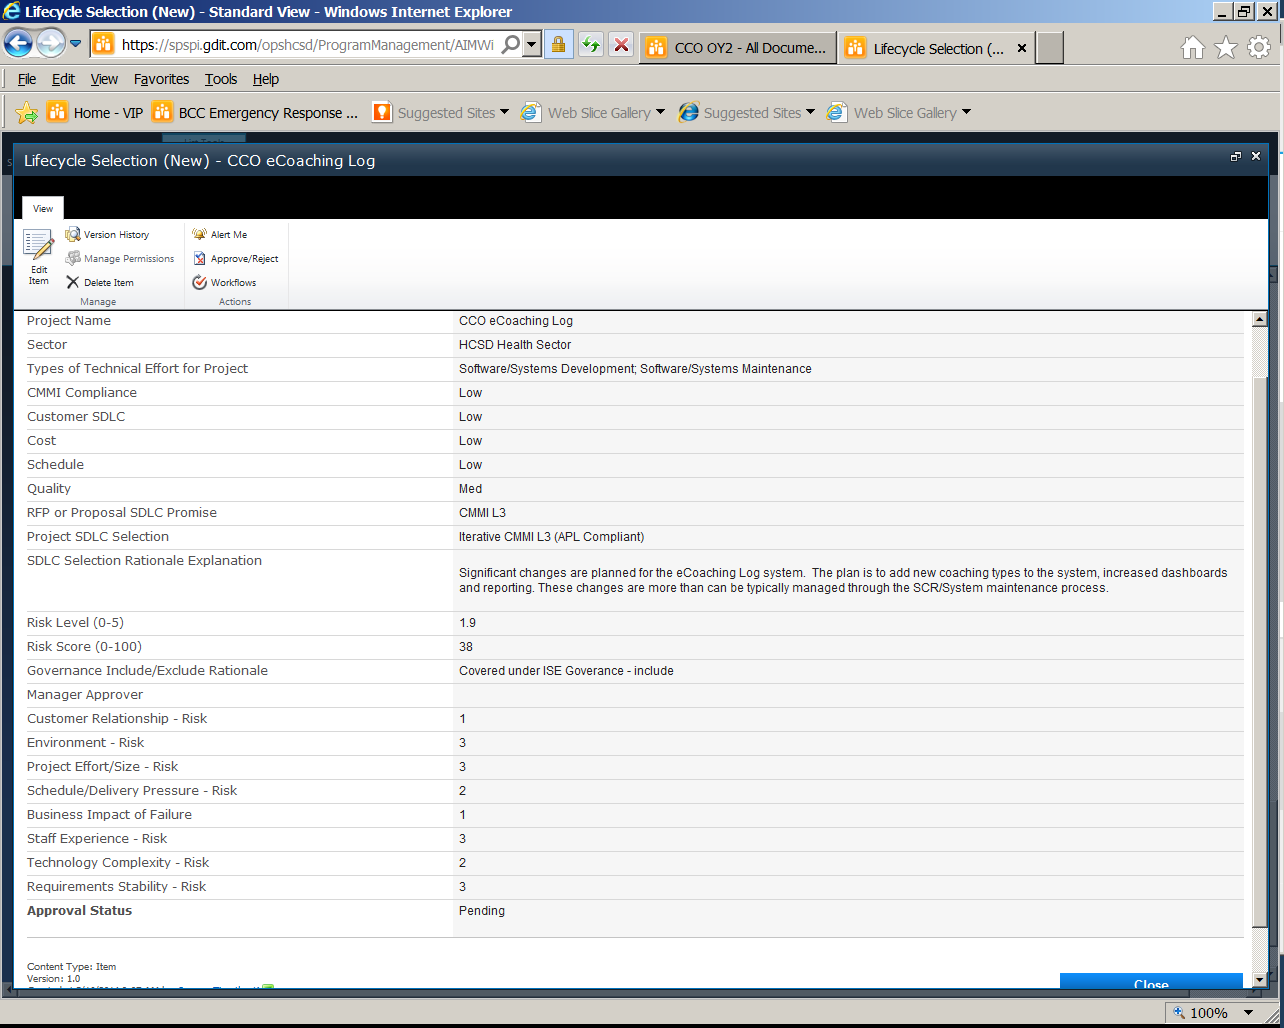 Lifecycle Selection (New) - Standard View - Windows Internet Explorer
https://spspi.gdit.com/opshcsd/ProgramManagement/AIMWi
CCO OY2 - All Docume...
Lifecycle Selection (...
File Edit View Favorites Tools Help
Home - VIP
BCC Emergency Response ...
Suggested Sites
Web Slice Gallery
Suggested Sites
Web Slice Gallery
Lifecycle Selection (New) - CCO eCoaching Log
View
Edit Item
Version History
Manage Permissions
Delete Item
Manage
Alert Me
Approve/Reject
Workflows
Actions
Project Name CCO eCoaching Log
Sector HCSD Health Sector
Types of Technical Effort for Project Software/Systems Development; Software/Systems Maintenance
CMMI Compliance Low
Customer SDLC Low
Cost Low
Schedule Low
Quality Med
RFP or Proposal SDLC Promise CMMI L3
Project SDLC Selection Iterative CMMI L3 (APL Compliant)
SDLC Selection Rationale Explanation
Significant changes are planned for the eCoaching Log system. The plan is to add new coaching types to the system, increased dashboards
and reporting. These changes are more than can be typically managed through the SCR/System maintenance process.
Risk Level (0-5) 1.9
Risk Score (0-100) 38
Governance Include/Exclude Rationale Covered under ISE Goverance - include
Manager Approver
Customer Relationship - Risk 1
Environment - Risk 3
Project Effort/Size - Risk 3
Schedule/Delivery Pressure - Risk 2
Business Impact of Failure 1
Staff Experience - Risk 3
Technology Complexity - Risk 2
Requirements Stability - Risk 3
Approval Status Pending
Content Type: Item
Version: 1.0
Close
100%